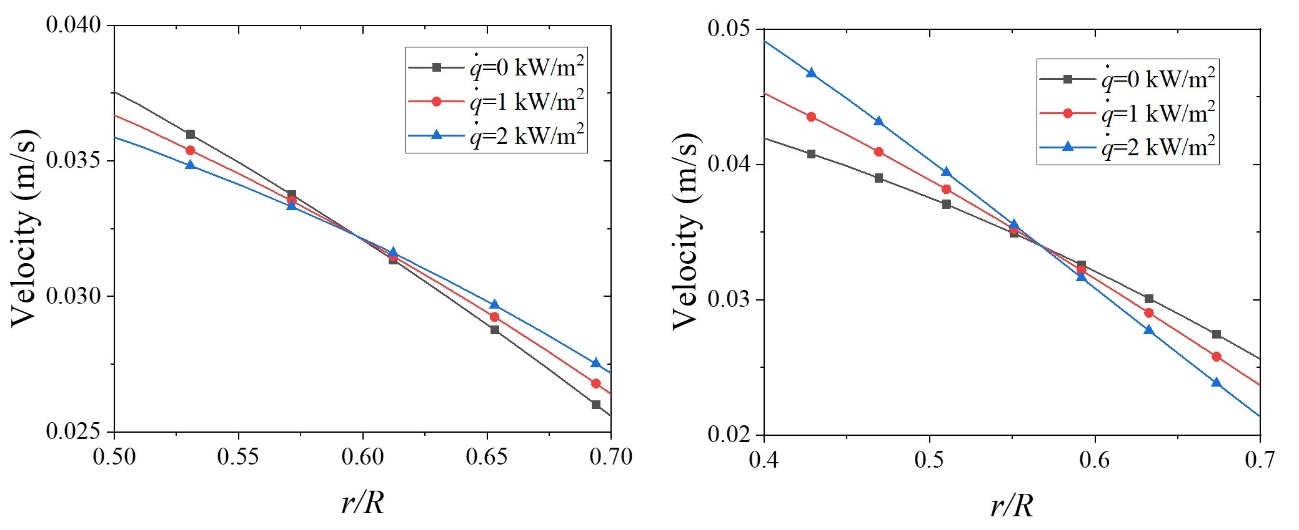 0.040
0.035
0.030
0.025
Velocity (m/s)
q̇=0 kW/m²
q̇=1 kW/m²
q̇=2 kW/m²
0.50 0.55 0.60 0.65 0.70
r/R
0.05
0.04
0.03
0.02
Velocity (m/s)
q̇=0 kW/m²
q̇=1 kW/m²
q̇=2 kW/m²
0.4 0.5 0.6 0.7
r/R